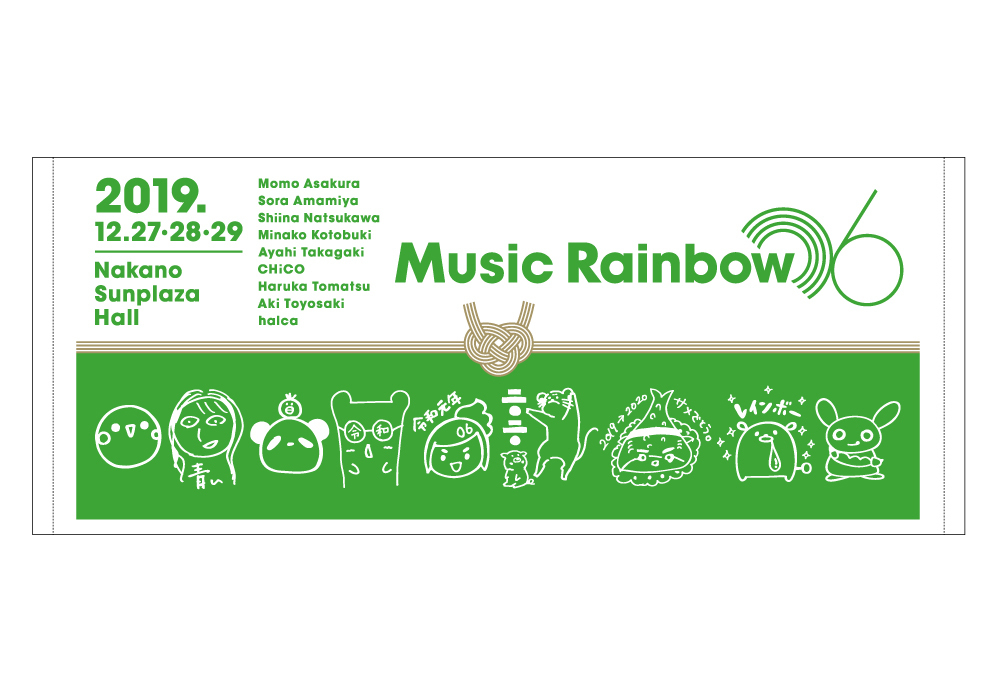 2019.
12.27・28・29
Nakano
Sunplaza
Hall
Momo Asakura
Sora Amamiya
Shiina Natsukawa
Minako Kotobuki
Ayahi Takagaki
CHiCO
Haruka Tomatsu
Aki Toyosaki
halca
Music Rainbow 06
青い
令 和
令和元年
06
2019→2020
レインボー